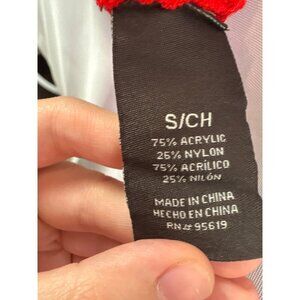 S/CH
75% ACRYLIC
25% NYLON
75% ACRÍLICO
25% NILÓN
MADE IN CHINA
HECHO EN CHINA
RN# 95619